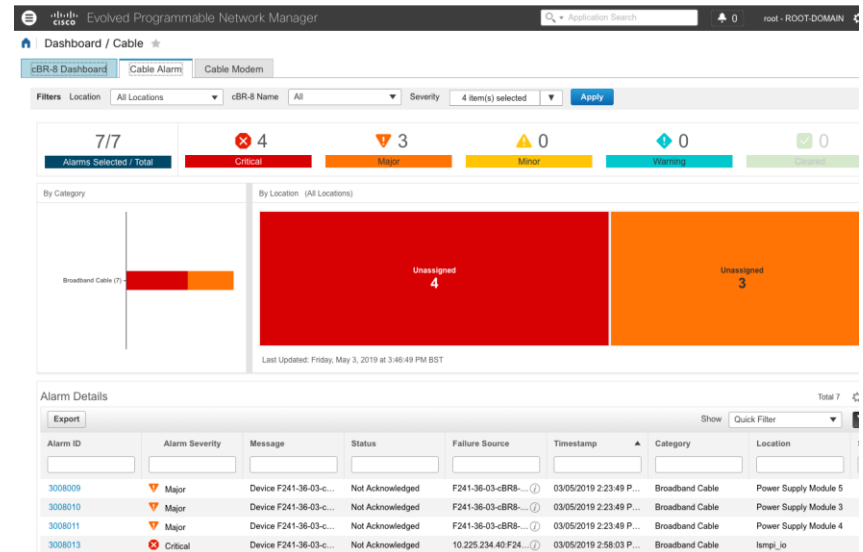 cisco Evolved Programmable Network Manager Application Search 0 root - ROOT-DOMAIN
Dashboard / Cable
cBR-8 Dashboard Cable Alarm Cable Modem
Filters Location All Locations cBR-8 Name All Severity 4 item(s) selected Apply
7/7 4 3 0 0 0
Alarms Selected / Total Critical Major Minor Warning Cleared
By Category By Location (All Locations)
Unassigned Unassigned
4 3
Broadband Cable (7)
Last Updated: Friday, May 3, 2019 at 3:46:49 PM BST
Alarm Details Total 7
Export Show Quick Filter
Alarm ID Alarm Severity Message Status Failure Source Timestamp Category Location
3008009 Major Device F241-36-03-c... Not Acknowledged F241-36-03-cBR8-... 03/05/2019 2:23:49 P... Broadband Cable Power Supply Module 5
3008010 Major Device F241-36-03-c... Not Acknowledged F241-36-03-cBR8-... 03/05/2019 2:23:49 P... Broadband Cable Power Supply Module 3
3008011 Major Device F241-36-03-c... Not Acknowledged F241-36-03-cBR8-... 03/05/2019 2:23:49 P... Broadband Cable Power Supply Module 4
3008013 Critical Device F241-36-03-c... Not Acknowledged 10.225.234.40:F24... 03/05/2019 2:58:03 P... Broadband Cable lsmpi_io